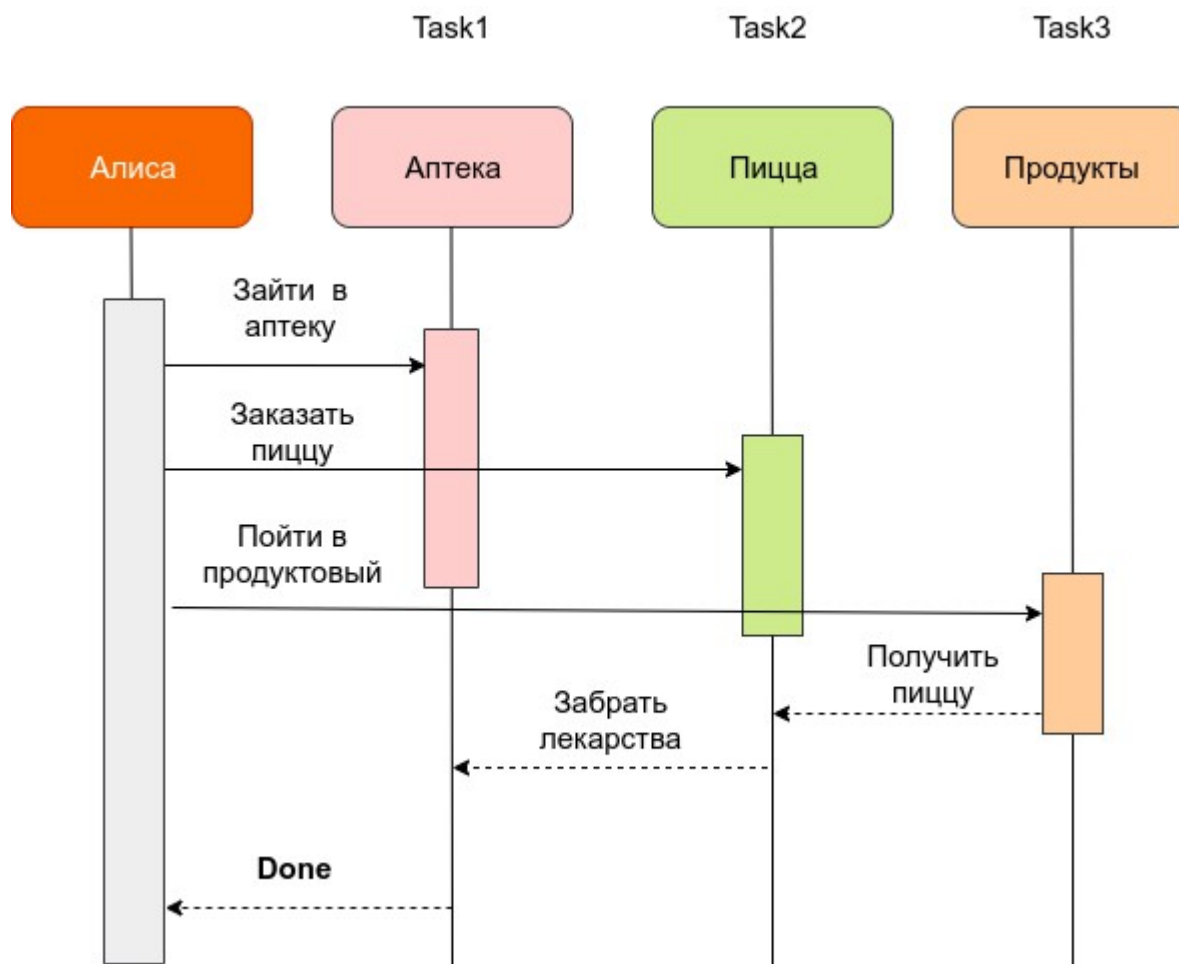 Task1
Task2
Task3
Алиса
Аптека
Пицца
Продукты
Зайти в
аптеку
Заказать
пиццу
Пойти в
продуктовый
Получить
пиццу
Забрать
лекарства
Done